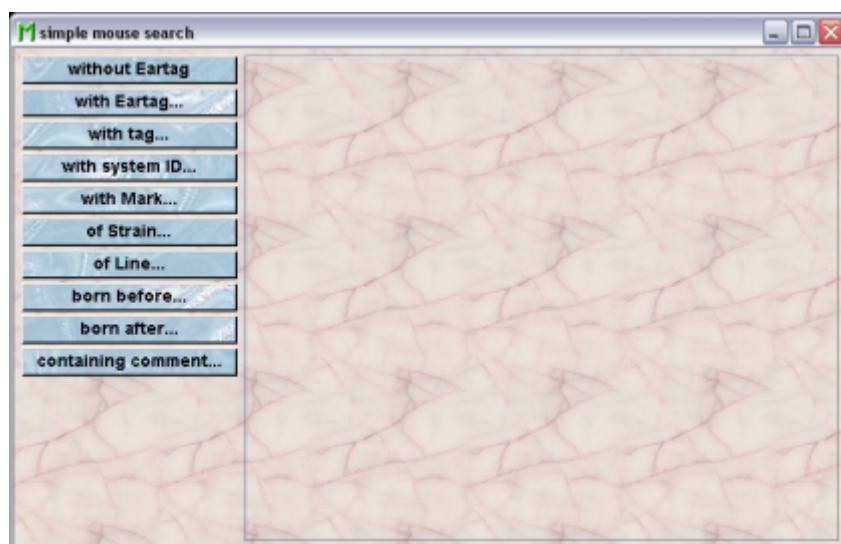 simple mouse search
without Eartag
with Eartag...
with tag...
with system ID...
with Mark...
of Strain...
of Line...
born before...
born after...
containing comment...